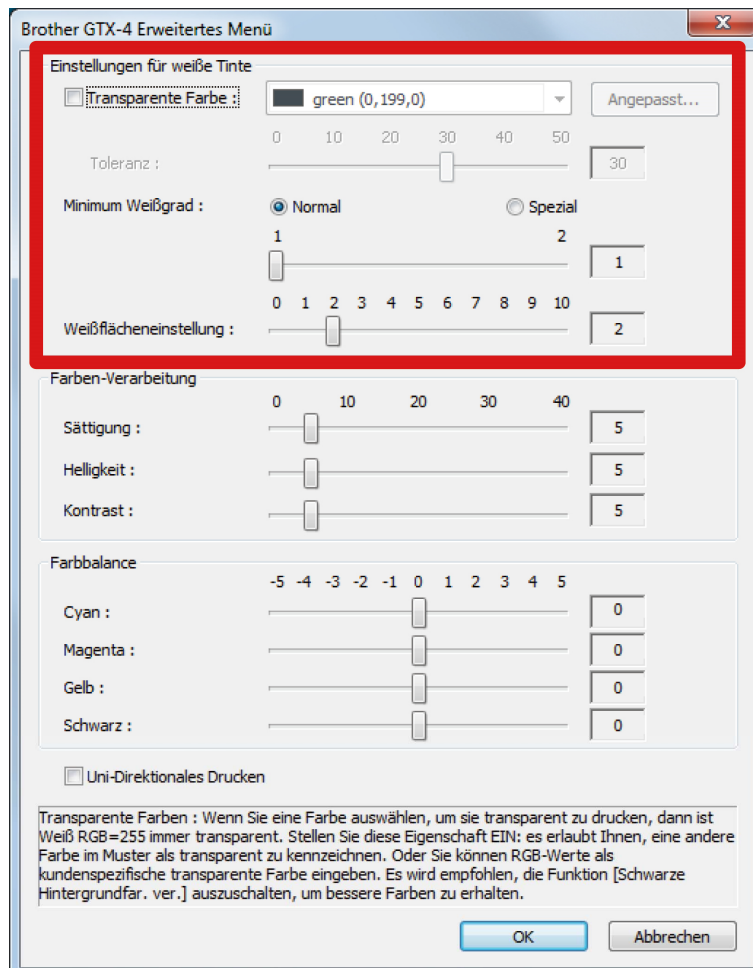 Brother GTX-4 Erweitertes Menü
Einstellungen für weiße Tinte
Transparente Farbe :
green (0,199,0)
Angepasst...
0 10 20 30 40 50
Toleranz :
30
Minimum Weißgrad :
Normal
Spezial
1 2
1
0 1 2 3 4 5 6 7 8 9 10
Weißflächeneinstellung :
2
Farben-Verarbeitung
0 10 20 30 40
Sättigung :
5
Helligkeit :
5
Kontrast :
5
Farbbalance
-5 -4 -3 -2 -1 0 1 2 3 4 5
Cyan :
0
Magenta :
0
Gelb :
0
Schwarz :
0
Uni-Direktionales Drucken
Transparente Farben : Wenn Sie eine Farbe auswählen, um sie transparent zu drucken, dann ist
Weiß RGB=255 immer transparent. Stellen Sie diese Eigenschaft EIN: es erlaubt Ihnen, eine andere
Farbe im Muster als transparent zu kennzeichnen. Oder Sie können RGB-Werte als
kundenspezifische transparente Farbe eingeben. Es wird empfohlen, die Funktion [Schwarze
Hintergrundfar. ver.] auszuschalten, um bessere Farben zu erhalten.
OK
Abbrechen